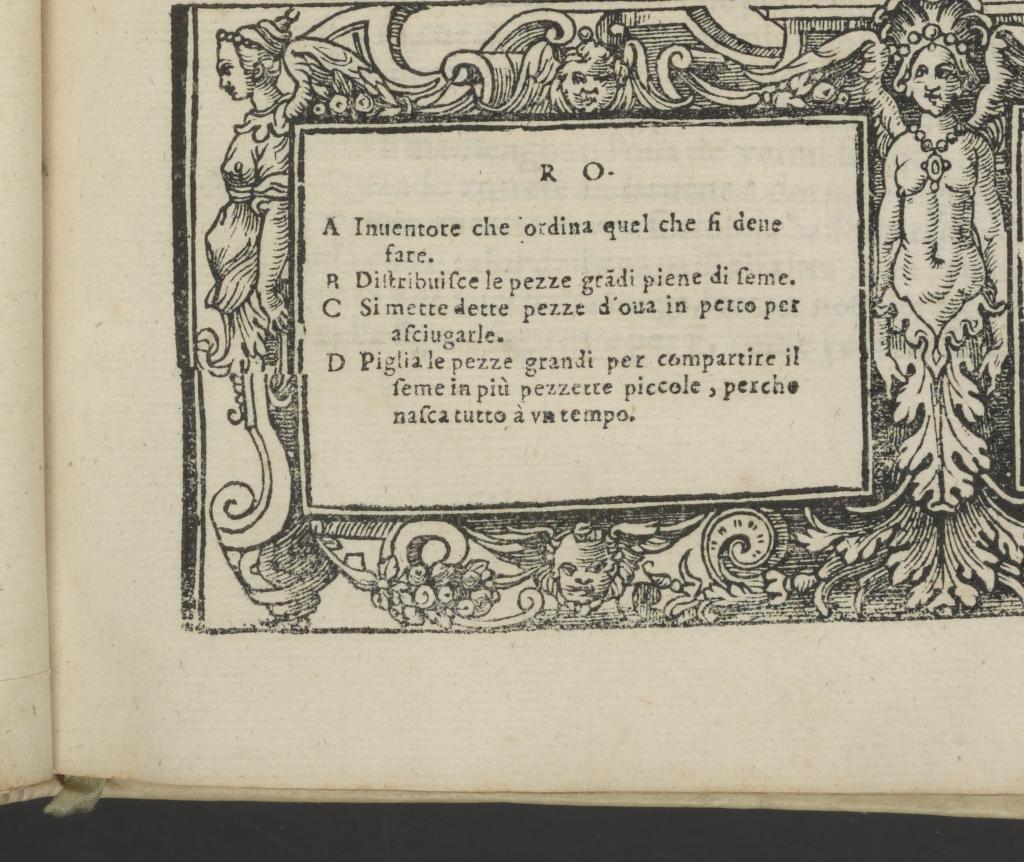 R O.
A Inuentore che ordina quel che ſi deue
fare.
B Diſtribuiſce le pezze grãdi piene di ſeme.
C Si mette dette pezze d'oua in petto per
aſciugarle.
D Piglia le pezze grandi per compartire il
ſeme in più pezzette piccole, perche
naſca tutto à vn tempo.